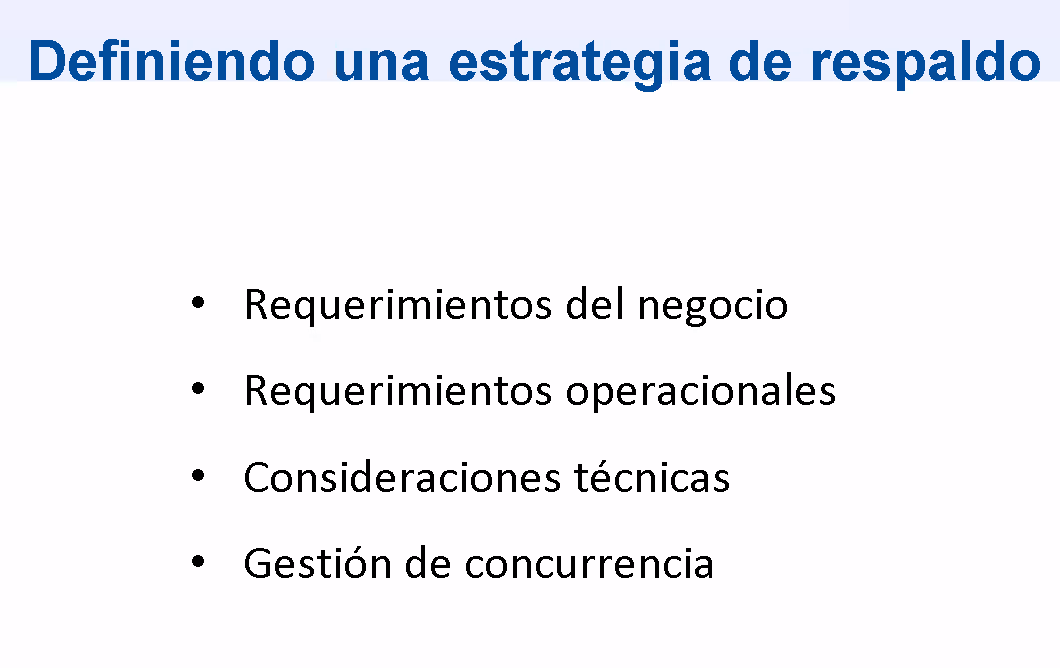 Definiendo una estrategia de respaldo
• Requerimientos del negocio
• Requerimientos operacionales
• Consideraciones técnicas
• Gestión de concurrencia